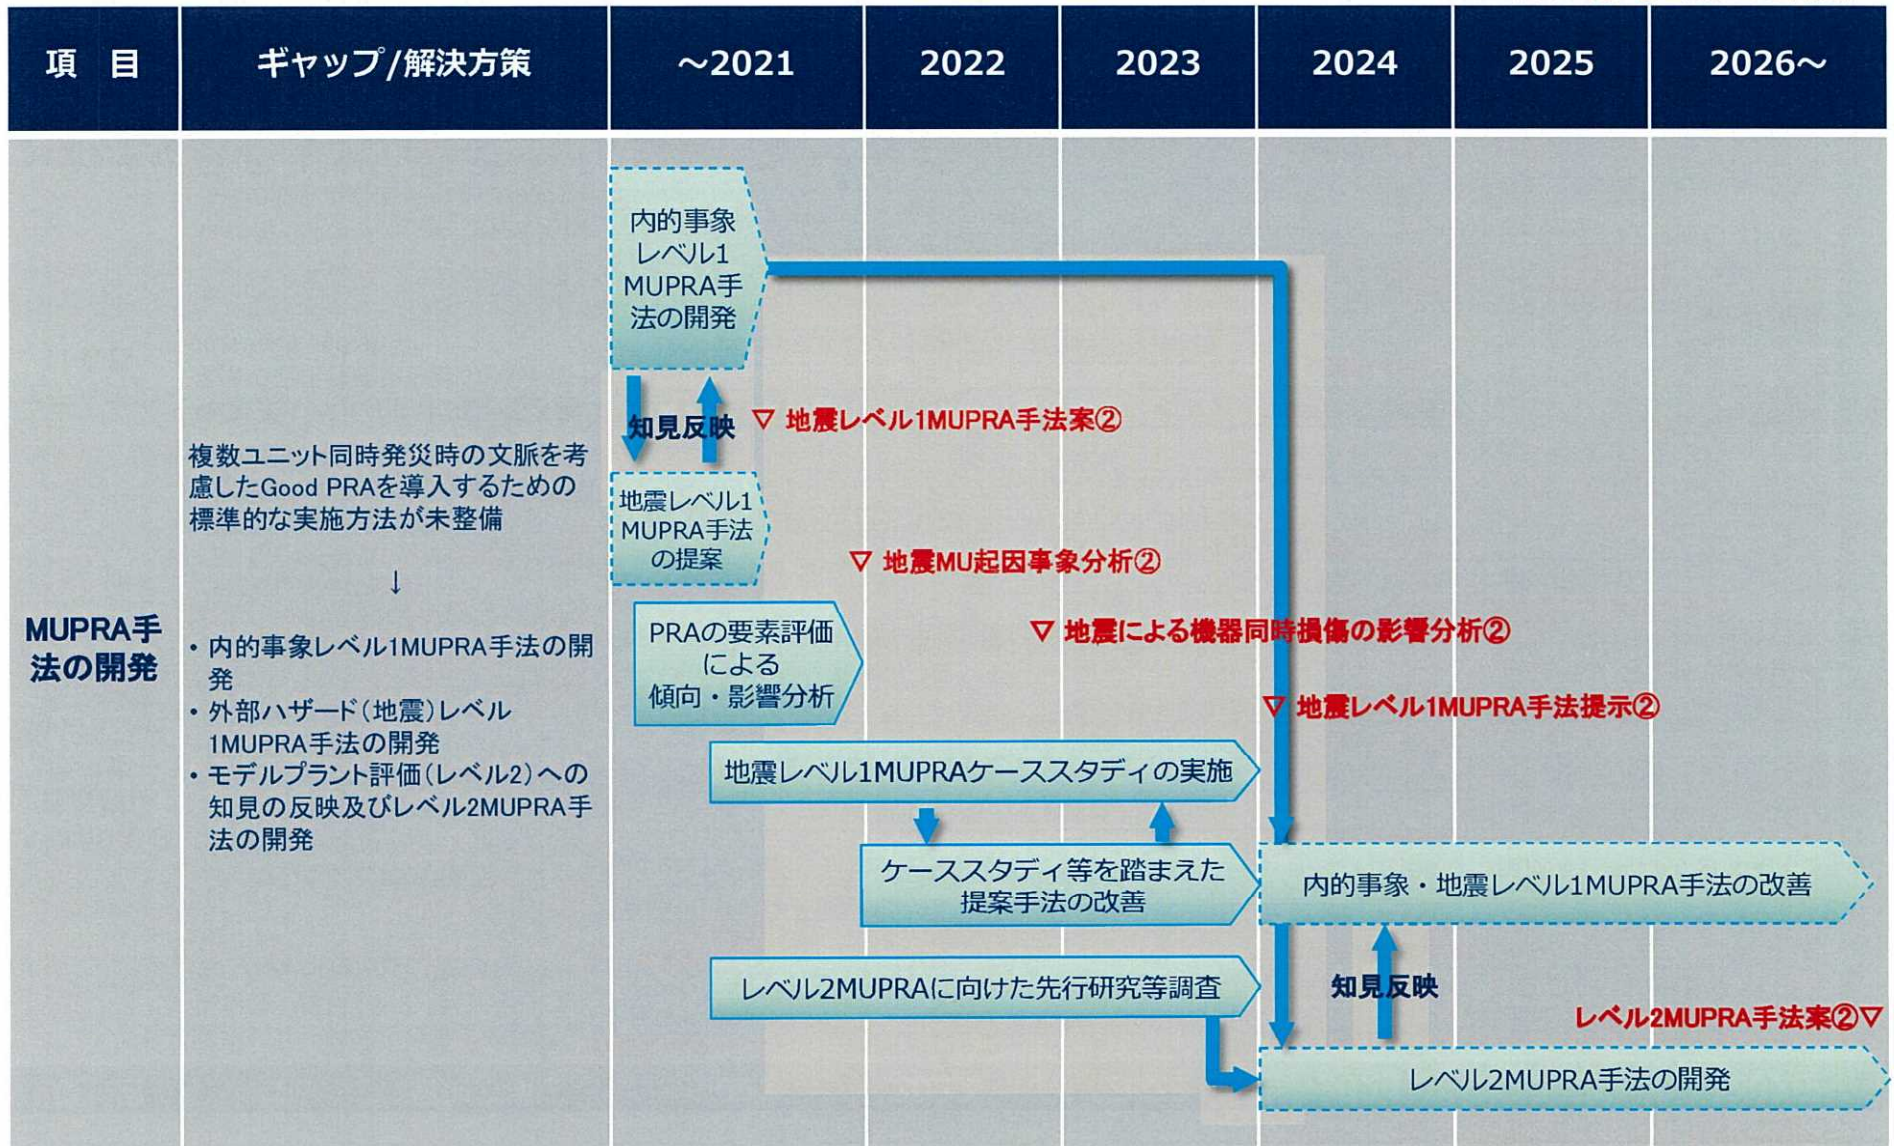 項 目
ギャップ/解決方策
～2021
2022
2023
2024
2025
2026～
MUPRA手
法の開発
複数ユニット同時発災時の文脈を考
慮したGood PRAを導入するための
標準的な実施方法が未整備
↓
・内的事象レベル1MUPRA手法の開
発
・外部ハザード(地震)レベル
1MUPRA手法の開発
・モデルプラント評価(レベル2)への
知見の反映及びレベル2MUPRA手
法の開発
内的事象
レベル1
MUPRA手
法の開発
知見反映
▽ 地震レベル1MUPRA手法案②
地震レベル1
MUPRA手法
の提案
▽ 地震MU起因事象分析②
PRAの要素評価
による
傾向・影響分析
▽ 地震による機器同時損傷の影響分析②
▽ 地震レベル1MUPRA手法提示②
地震レベル1MUPRAケーススタディの実施
ケーススタディ等を踏まえた
提案手法の改善
内的事象・地震レベル1MUPRA手法の改善
レベル2MUPRAに向けた先行研究等調査
知見反映
レベル2MUPRA手法案②▽
レベル2MUPRA手法の開発